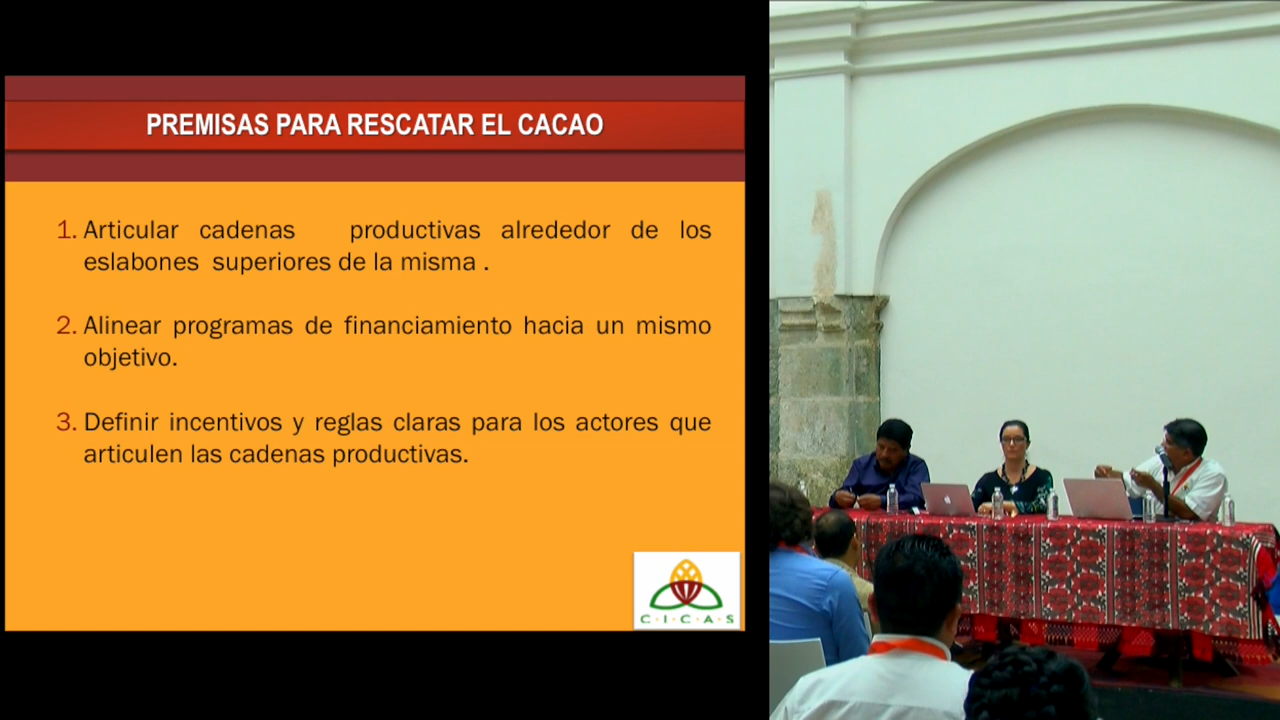 PREMISAS PARA RESCATAR EL CACAO
1. Articular cadenas productivas alrededor de los
eslabones superiores de la misma .
2. Alinear programas de financiamiento hacia un mismo
objetivo.
3. Definir incentivos y reglas claras para los actores que
articulen las cadenas productivas.
C·I·C·A·S